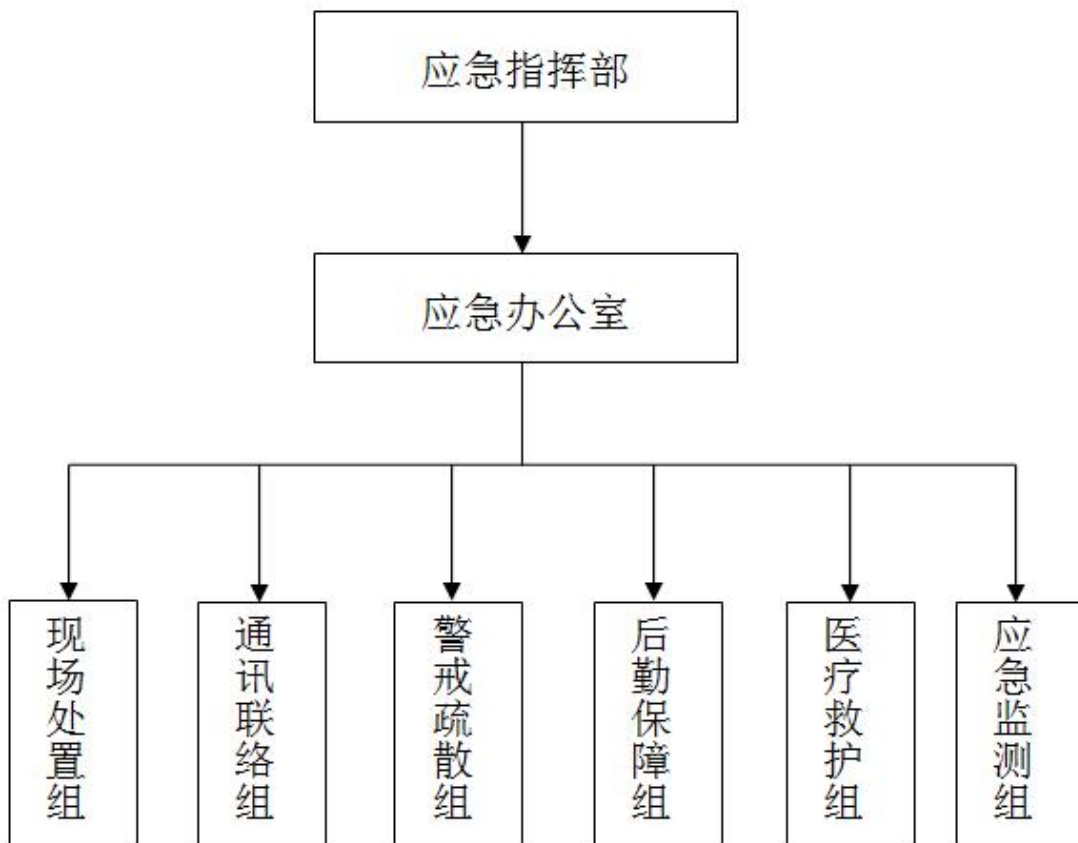 应急指挥部
应急办公室
现场处置组
通讯联络组
警戒疏散组
后勤保障组
医疗救护组
应急监测组